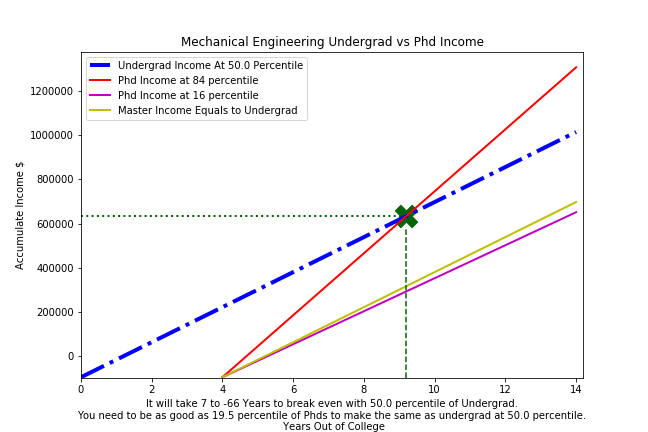 Mechanical Engineering Undergrad vs Phd Income
Undergrad Income At 50.0 Percentile
Phd Income at 84 percentile
Phd Income at 16 percentile
Master Income Equals to Undergrad
Accumulate Income $
1200000
1000000
800000
600000
400000
200000
0
0 2 4 6 8 10 12 14
It will take 7 to -66 Years to break even with 50.0 percentile of Undergrad.
You need to be as good as 19.5 percentile of Phds to make the same as undergrad at 50.0 percentile.
Years Out of College